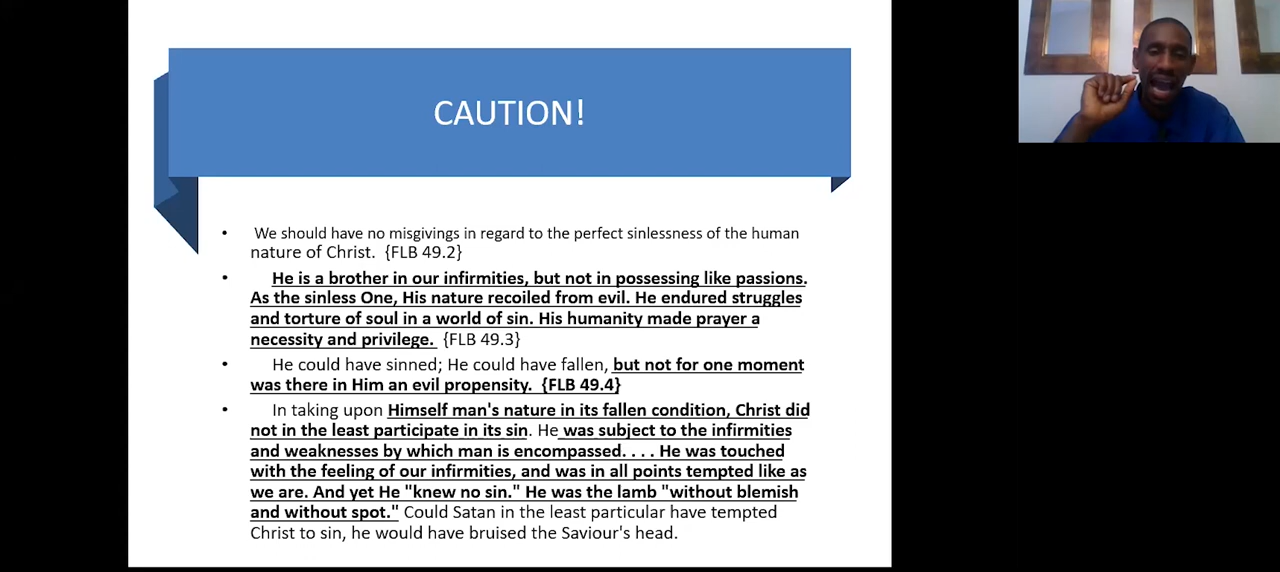 CAUTION!
• We should have no misgivings in regard to the perfect sinlessness of the human
nature of Christ. {FLB 49.2}
• He is a brother in our infirmities, but not in possessing like passions.
As the sinless One, His nature recoiled from evil. He endured struggles
and torture of soul in a world of sin. His humanity made prayer a
necessity and privilege. {FLB 49.3}
• He could have sinned; He could have fallen, but not for one moment
was there in Him an evil propensity. {FLB 49.4}
• In taking upon Himself man's nature in its fallen condition, Christ did
not in the least participate in its sin. He was subject to the infirmities
and weaknesses by which man is encompassed. . . . He was touched
with the feeling of our infirmities, and was in all points tempted like as
we are. And yet He "knew no sin." He was the lamb "without blemish
and without spot." Could Satan in the least particular have tempted
Christ to sin, he would have bruised the Saviour's head.